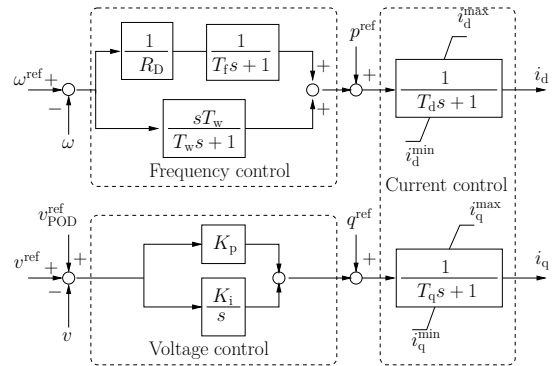 i_d^max
1/R_D
1/(T_f s + 1)
+
p^ref
ω^ref
+
−
+
+
1/(T_d s + 1)
i_d
ω
sT_w/(T_w s + 1)
+
i_d^min
Frequency control
Current control
v_POD^ref
q^ref
i_q^max
K_p
v^ref
+
+
−
+
1/(T_q s + 1)
i_q
K_i/s
v
i_q^min
Voltage control